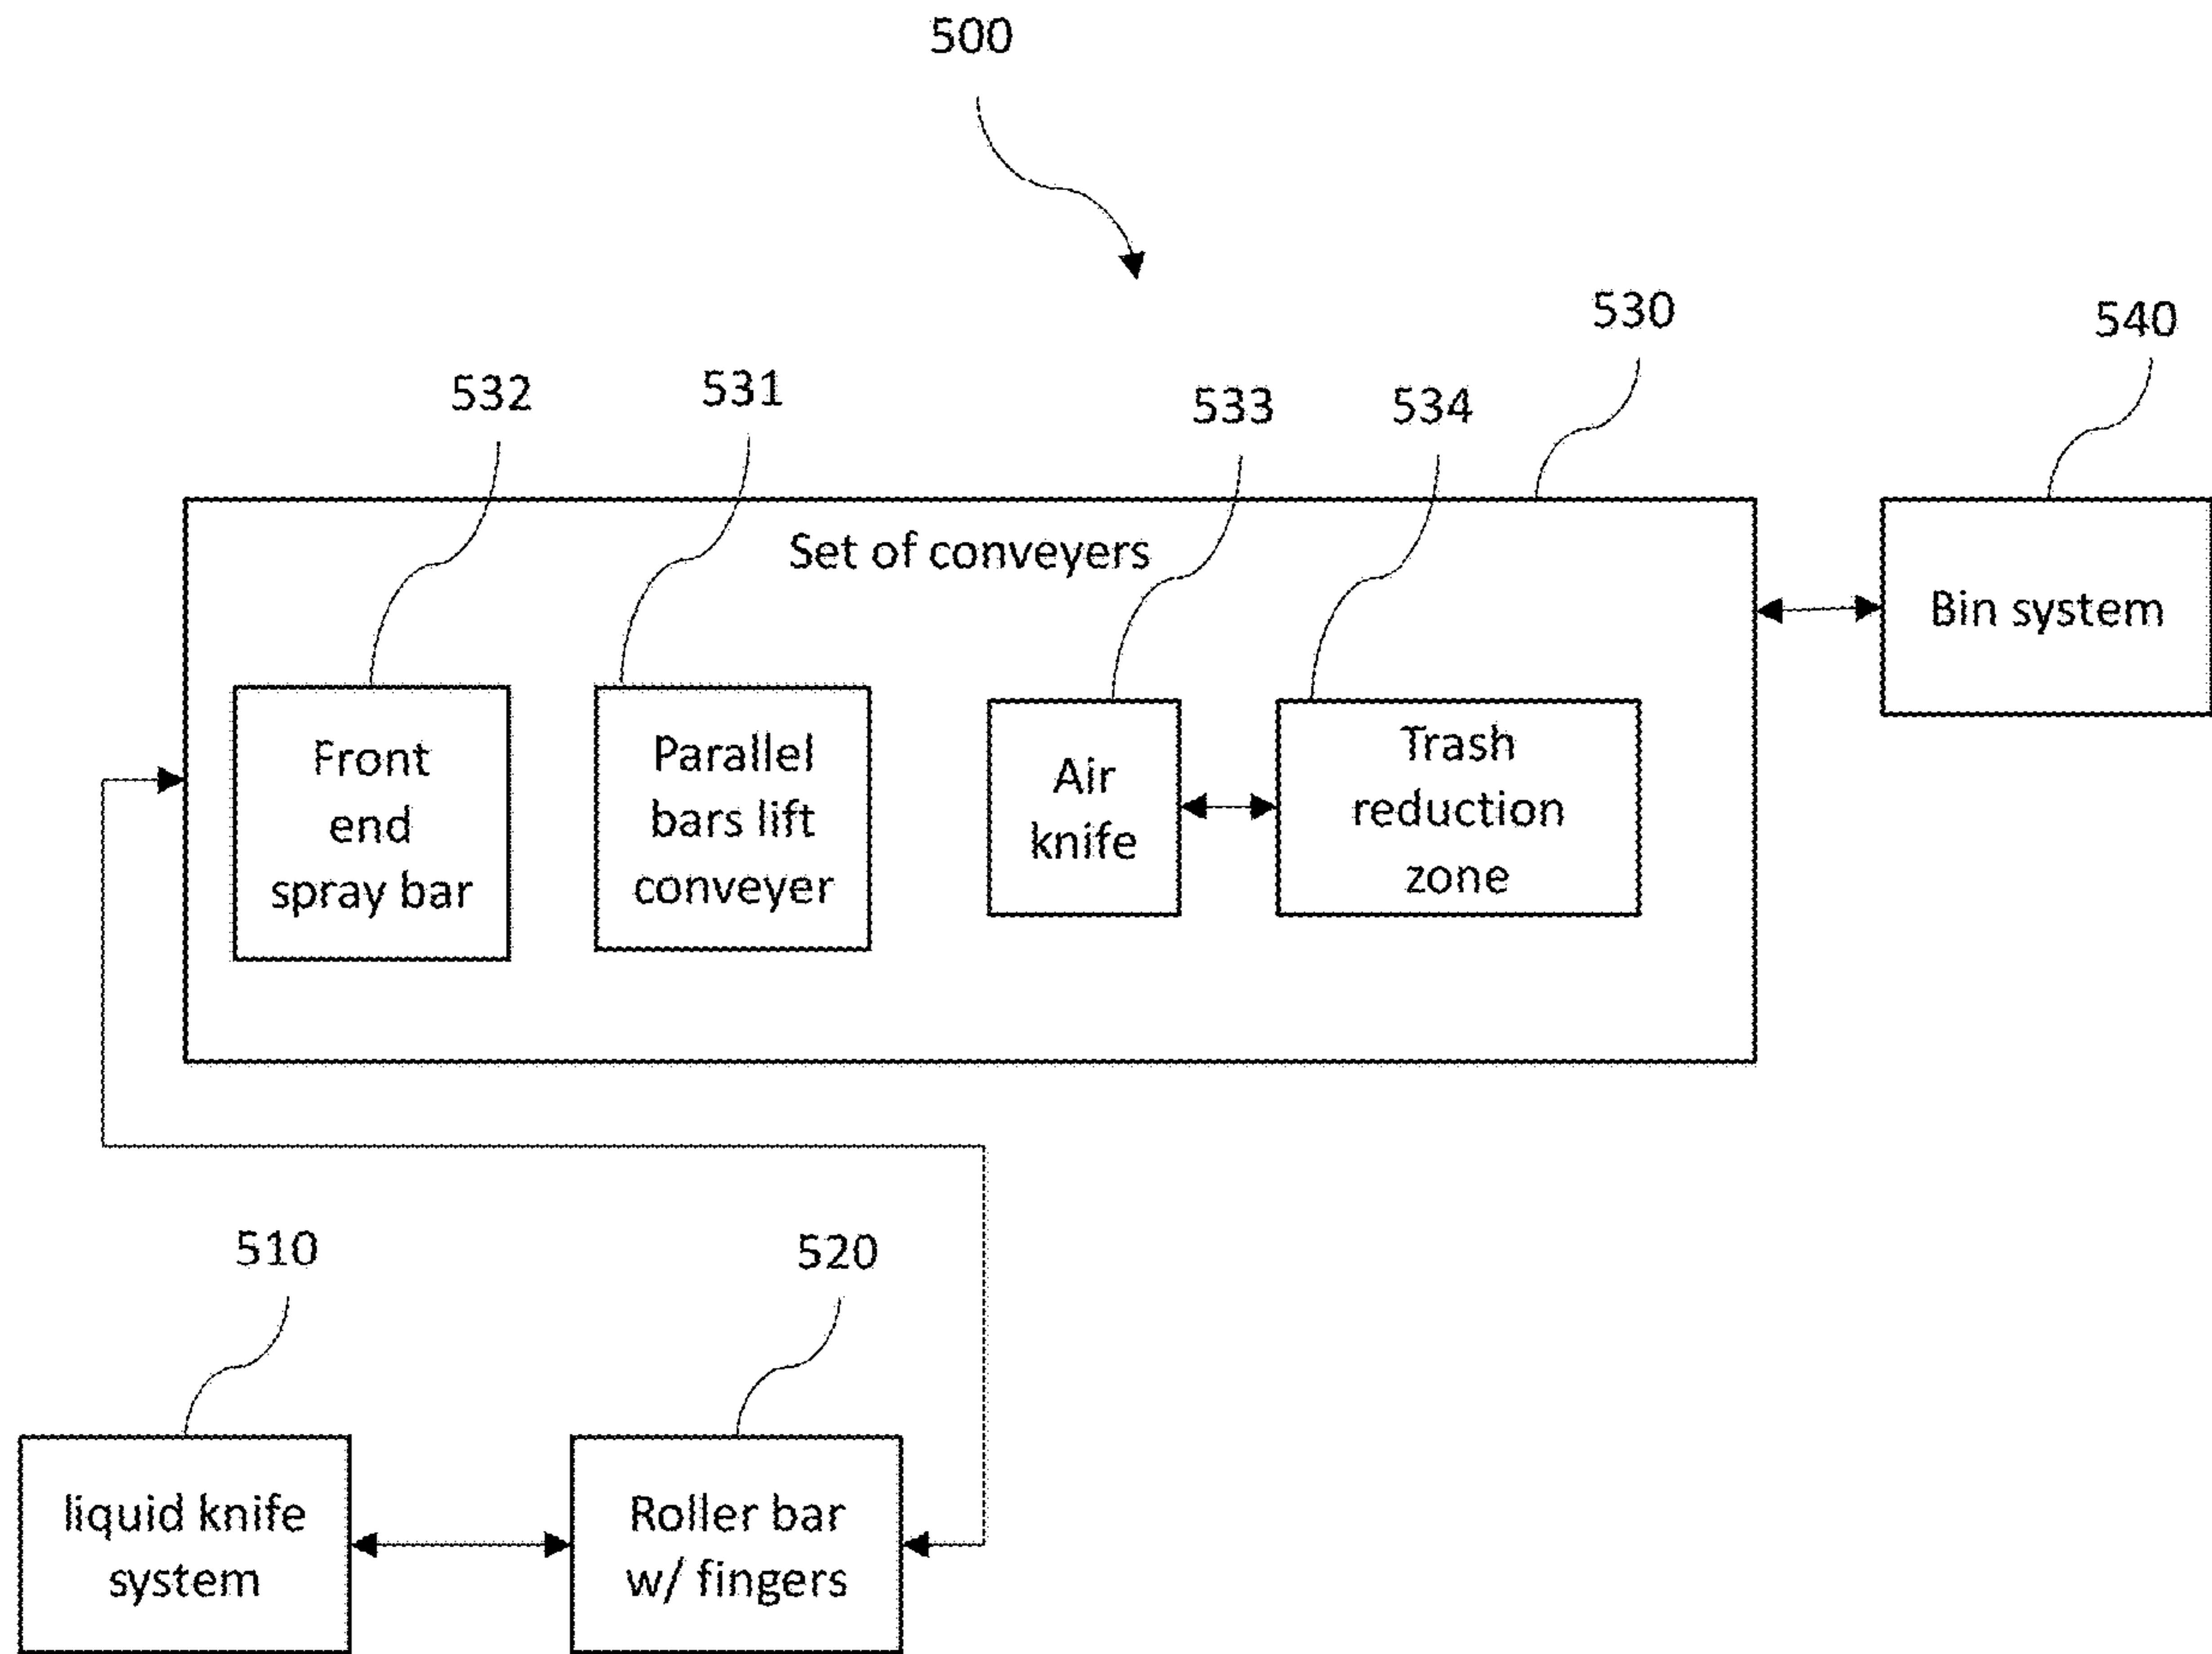 500
530
540
532
531
533
534
Set of conveyers
Bin system
Front
end
spray bar
Parallel
bars lift
conveyer
Air
knife
Trash
reduction
zone
510
520
liquid knife
system
Roller bar
w/ fingers